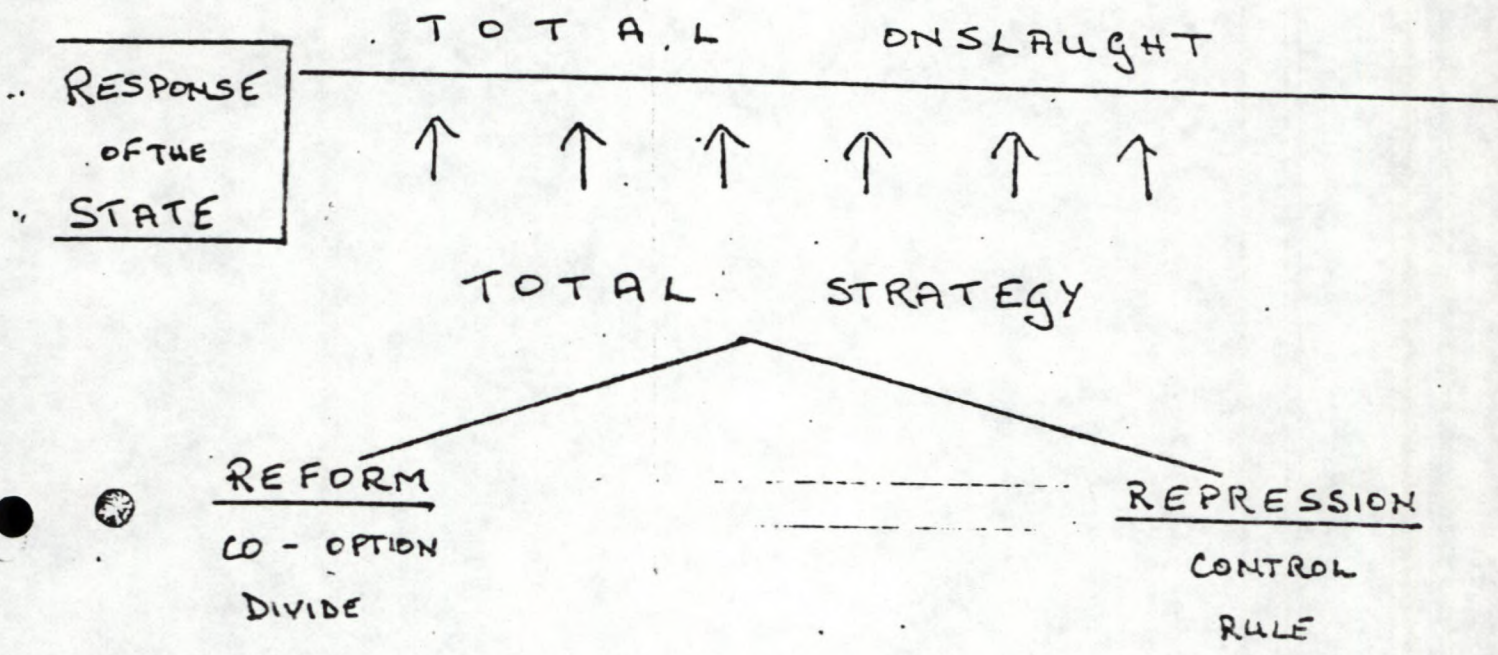 TOTAL ONSLAUGHT
RESPONSE
OF THE
STATE
TOTAL STRATEGY
REFORM
CO-OPTION
DIVIDE
REPRESSION
CONTROL
RULE